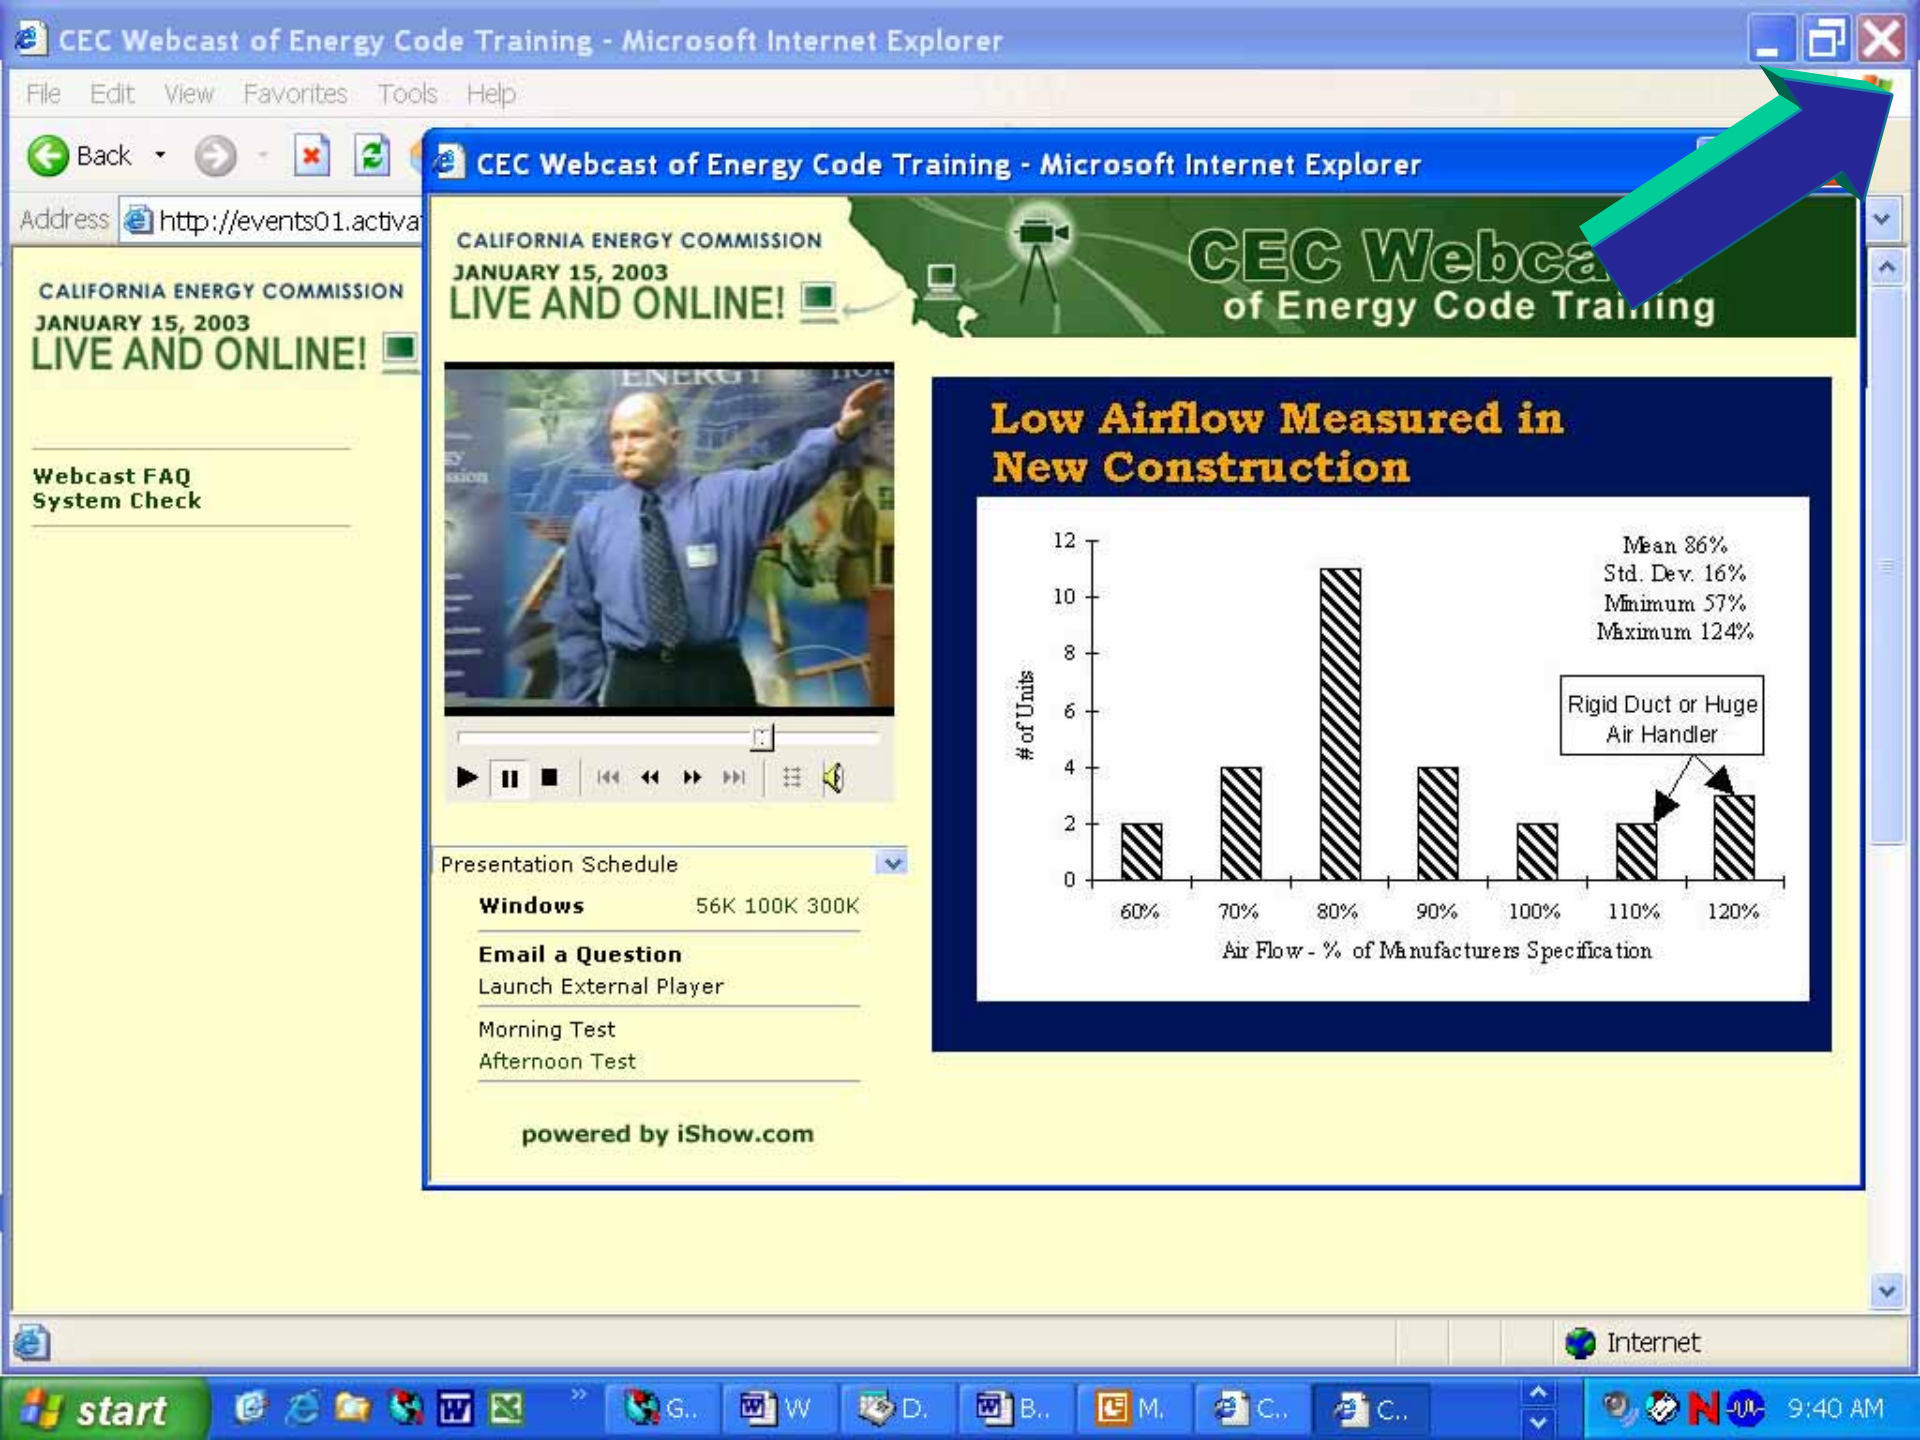 CEC Webcast of Energy Code Training - Microsoft Internet Explorer
File Edit View Favorites Tools Help
Back
Address http://events01.activa
CALIFORNIA ENERGY COMMISSION
JANUARY 15, 2003
LIVE AND ONLINE!
Webcast FAQ
System Check
CEC Webcast of Energy Code Training - Microsoft Internet Explorer
CALIFORNIA ENERGY COMMISSION
JANUARY 15, 2003
LIVE AND ONLINE!
CEC Webca
of Energy Code Training
ENERGY
Presentation Schedule
Windows 56K 100K 300K
Email a Question
Launch External Player
Morning Test
Afternoon Test
powered by iShow.com
Low Airflow Measured in
New Construction
Mean 86%
Std. Dev. 16%
Minimum 57%
Maximum 124%
Rigid Duct or Huge
Air Handler
# of Units
12
10
8
6
4
2
0
60% 70% 80% 90% 100% 110% 120%
Air Flow - % of Manufacturers Specification
Internet
start G.. W D. B.. M. C.. C.. N 9:40 AM